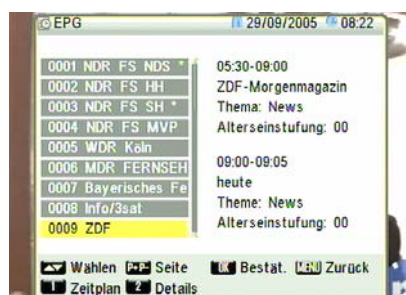 EPG
29/09/2005 08:22
0001 NDR FS NDS *
0002 NDR FS HH
0003 NDR FS SH *
0004 NDR FS MVP
0005 WDR Köln
0006 MDR FERNSEH
0007 Bayerisches Fe
0008 Info/3sat
0009 ZDF
05:30-09:00
ZDF-Morgenmagazin
Thema: News
Alterseinstufung: 00
09:00-09:05
heute
Theme: News
Alterseinstufung: 00
Wählen P+P- Seite OK Bestät. MENU Zurück
1 Zeitplan 2 Details